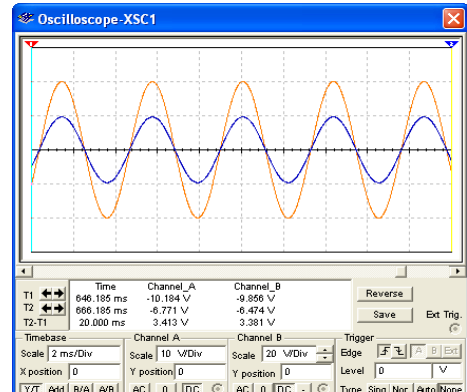 Oscilloscope-XSC1
1 2
Time Channel_A Channel_B
T1 646.185 ms -10.184 V -9.856 V
T2 666.185 ms -6.771 V -6.474 V
T2-T1 20.000 ms 3.413 V 3.381 V
Reverse
Save
Ext Trig.
Timebase Channel A Channel B Trigger
Scale 2 ms/Div Scale 10 V/Div Scale 20 V/Div Edge A B Ext
X position 0 Y position 0 Y position 0 Level 0 V
Y/T Add B/A A/B AC 0 DC AC 0 DC - Type Sing Nor Auto None